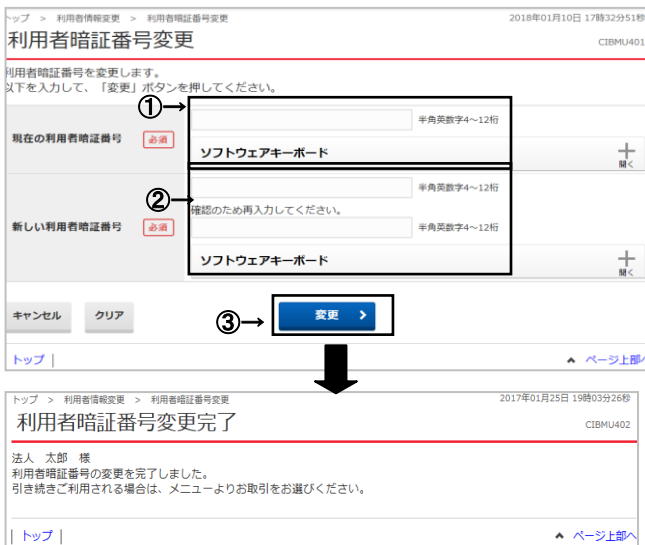 トップ > 利用者情報変更 > 利用者暗証番号変更 2018年01月10日 17時32分51秒
利用者暗証番号変更 CIBMU401
利用者暗証番号を変更します。
以下を入力して、「変更」ボタンを押してください。
①→
現在の利用者暗証番号 必須 半角英数字4～12桁
ソフトウェアキーボード 開く
②→
新しい利用者暗証番号 必須 半角英数字4～12桁
確認のため再入力してください。
半角英数字4～12桁
ソフトウェアキーボード 開く
キャンセル クリア ③→ 変更 >
トップ | ページ上部へ
トップ > 利用者情報変更 > 利用者暗証番号変更 2017年01月25日 19時03分26秒
利用者暗証番号変更完了 CIBMU402
法人 太郎 様
利用者暗証番号の変更を完了しました。
引き続きご利用される場合は、メニューよりお取引をお選びください。
| トップ | ページ上部へ